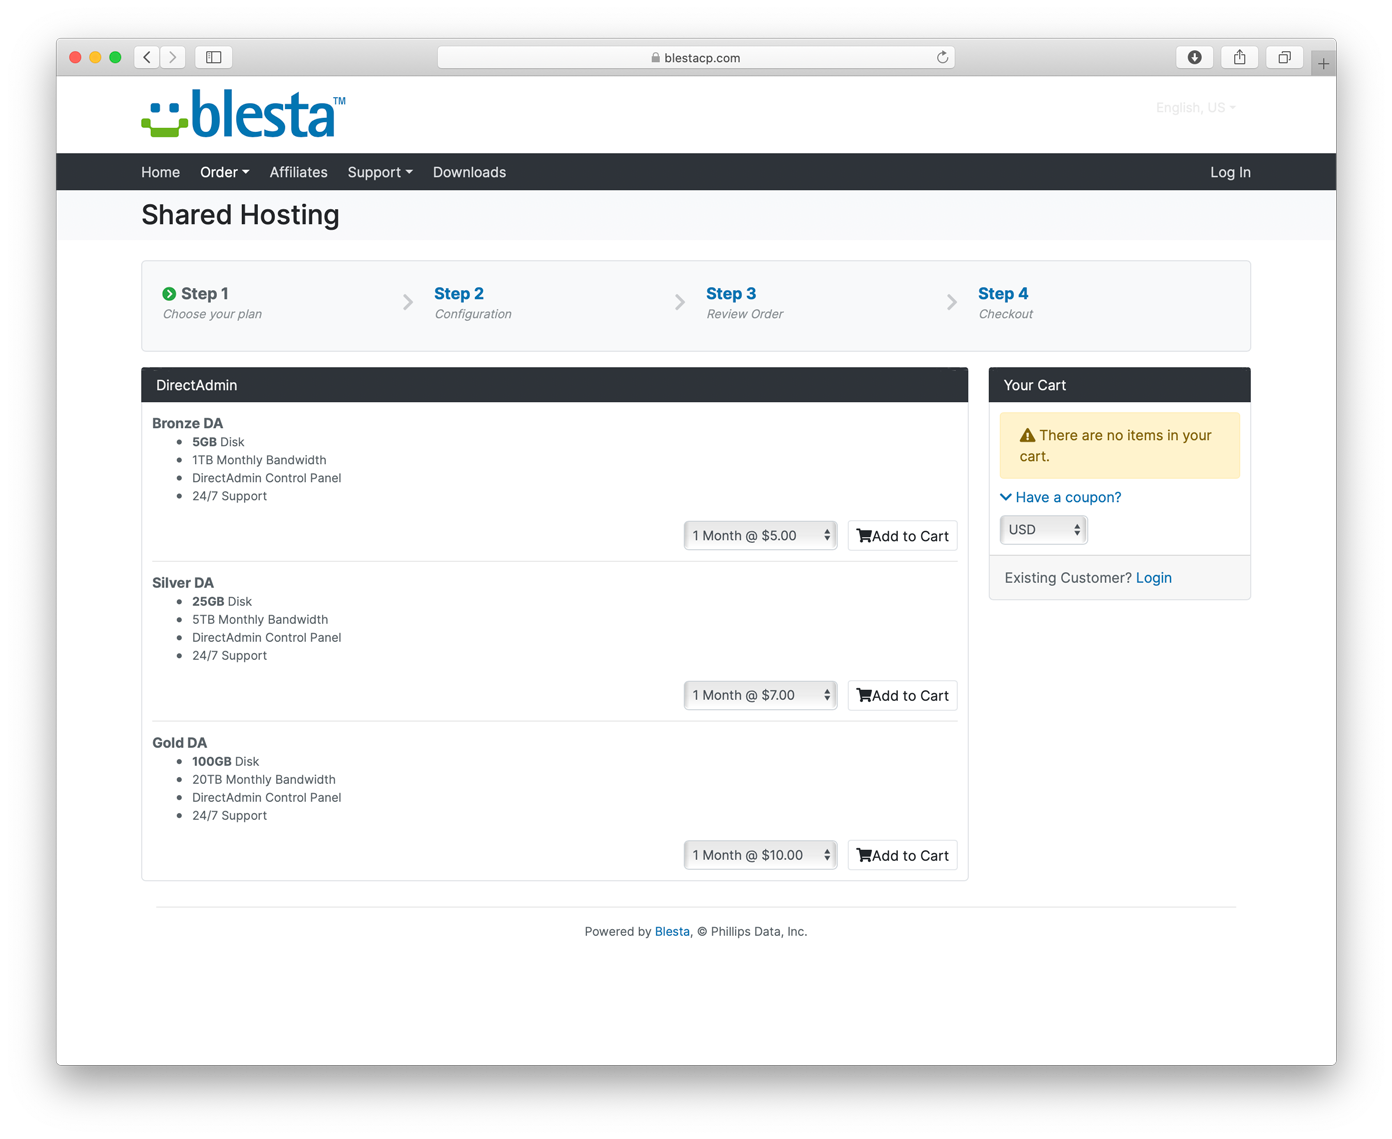 blestacp.com
blesta™
English, US
Home Order Affiliates Support Downloads Log In
Shared Hosting
Step 1 Step 2 Step 3 Step 4
Choose your plan Configuration Review Order Checkout
DirectAdmin
Bronze DA
5GB Disk
1TB Monthly Bandwidth
DirectAdmin Control Panel
24/7 Support
1 Month @ $5.00 Add to Cart
Silver DA
25GB Disk
5TB Monthly Bandwidth
DirectAdmin Control Panel
24/7 Support
1 Month @ $7.00 Add to Cart
Gold DA
100GB Disk
20TB Monthly Bandwidth
DirectAdmin Control Panel
24/7 Support
1 Month @ $10.00 Add to Cart
Your Cart
There are no items in your
cart.
Have a coupon?
USD
Existing Customer? Login
Powered by Blesta, © Phillips Data, Inc.